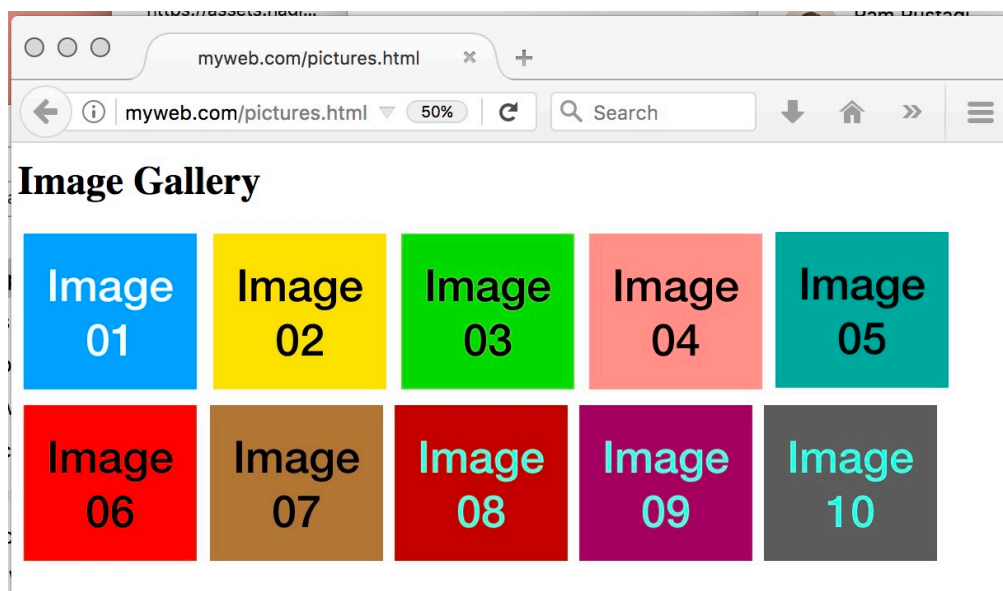 myweb.com/pictures.html
myweb.com/pictures.html 50% Search
Image Gallery
Image 01
Image 02
Image 03
Image 04
Image 05
Image 06
Image 07
Image 08
Image 09
Image 10